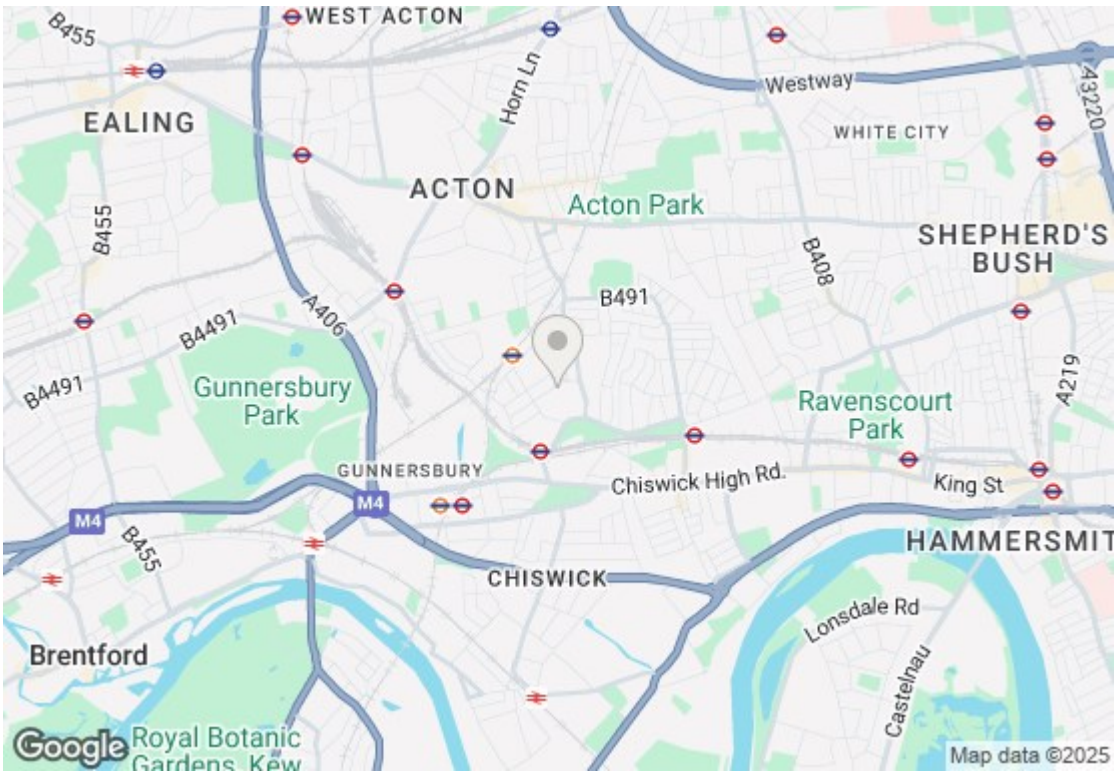 WEST ACTON
B455
Horn Ln
Westway
A3220
EALING
WHITE CITY
ACTON
Acton Park
B455
B408
SHEPHERD'S
BUSH
B491
A406
B4491
B4491
A219
Gunnersbury
Park
Ravenscourt
Park
GUNNERSBURY
Chiswick High Rd.
King St
M4
M4
B455
HAMMERSMIT
CHISWICK
Lonsdale Rd
Brentford
Castelnau
Royal Botanic
Gardens, Kew
Google
Map data ©2025